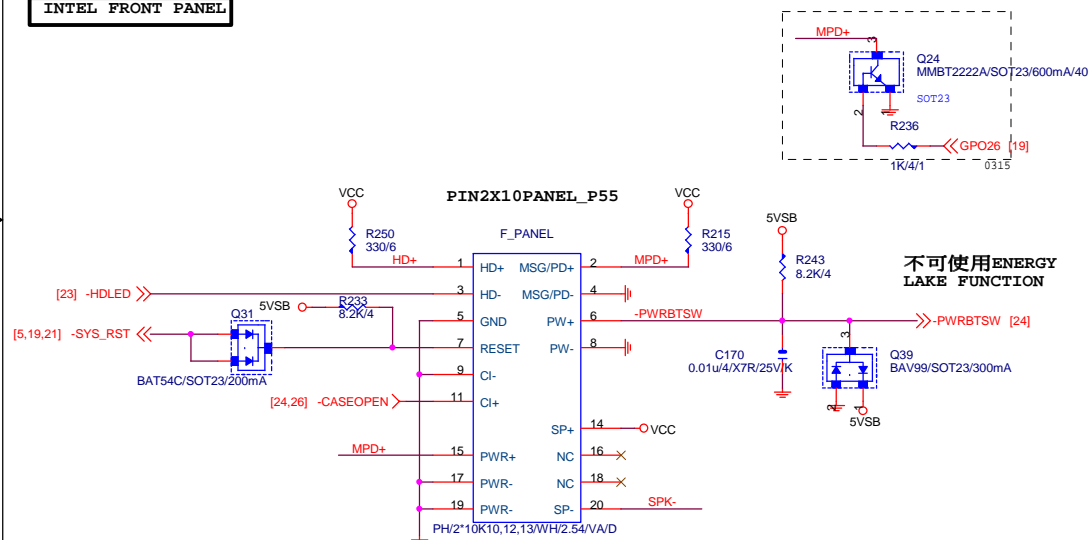 INTEL FRONT PANEL
MPD+
3
Q24
MMBT2222A/SOT23/600mA/40
SOT23
2
1
R236
GPO26 [19]
1K/4/1
0315
VCC
PIN2X10PANEL_P55
VCC
5VSB
R250
330/6
F_PANEL
R215
330/6
HD+
1
HD+
MSG/PD+
2
MPD+
R243
8.2K/4
不可使用ENERGY
LAKE FUNCTION
[23] -HDLED
3
HD-
MSG/PD-
4
5VSB
R233
8.2K/4
Q31
5
GND
PW+
6
-PWRBTSW
-PWRBTSW [24]
[5,19,21] -SYS_RST
7
RESET
PW-
8
3
C170
0.01u/4/X7R/25V/K
Q39
BAV99/SOT23/300mA
BAT54C/SOT23/200mA
9
CI-
[24,26] -CASEOPEN
11
CI+
2
1
5VSB
SP+
14
VCC
MPD+
15
PWR+
NC
16
17
PWR-
NC
18
19
PWR-
SP-
20
SPK-
PH/2*10K10,12,13/WH/2.54/VA/D